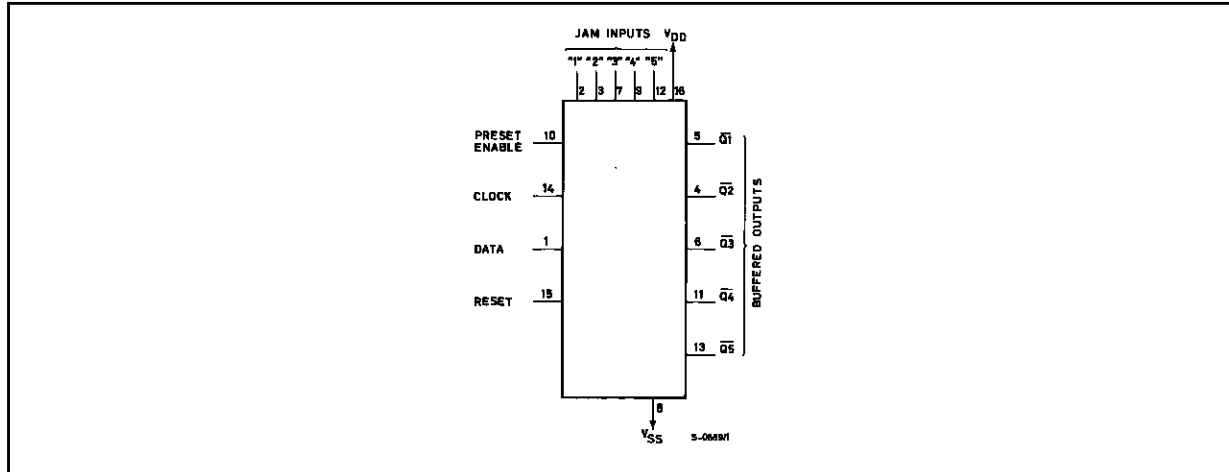 JAM INPUTS VDD
"1" "2" "3" "4" "5"
2 3 7 9 12 16
PRESET ENABLE 10
5 Q̅1̅
CLOCK 14
4 Q̅2̅
DATA 1
6 Q̅3̅
RESET 15
11 Q̅4̅
13 Q̅5̅
BUFFERED OUTPUTS
8
VSS